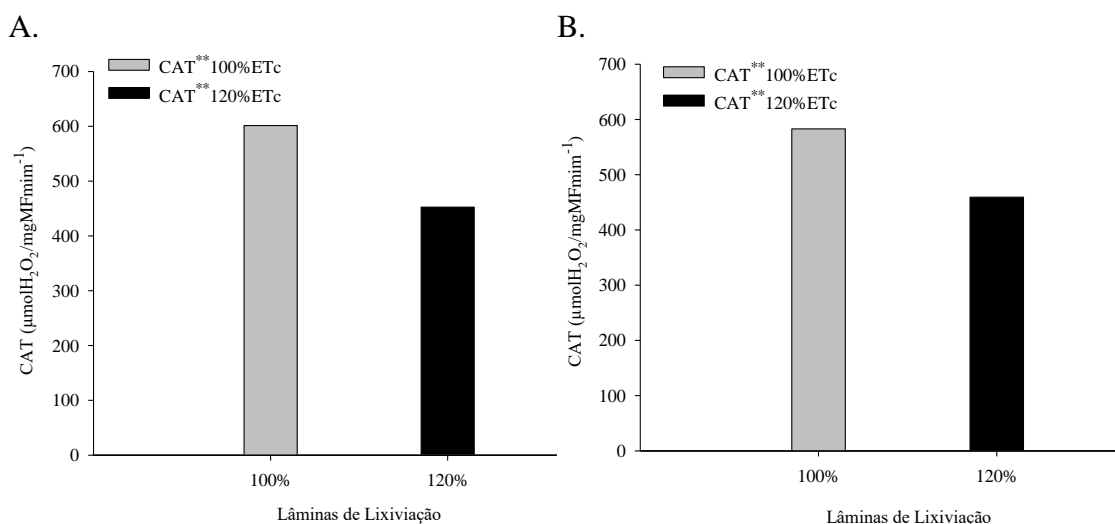 A.
CAT (µmolH₂O₂/mgMFmim⁻¹)
700
600
500
400
300
200
100
0
CAT**100%ETc
CAT**120%ETc
100% 120%
Lâminas de Lixiviação
B.
CAT (µmolH₂O₂/mgMFmim⁻¹)
700
600
500
400
300
200
100
0
CAT**100%ETc
CAT**120%ETc
100% 120%
Lâminas de Lixiviação